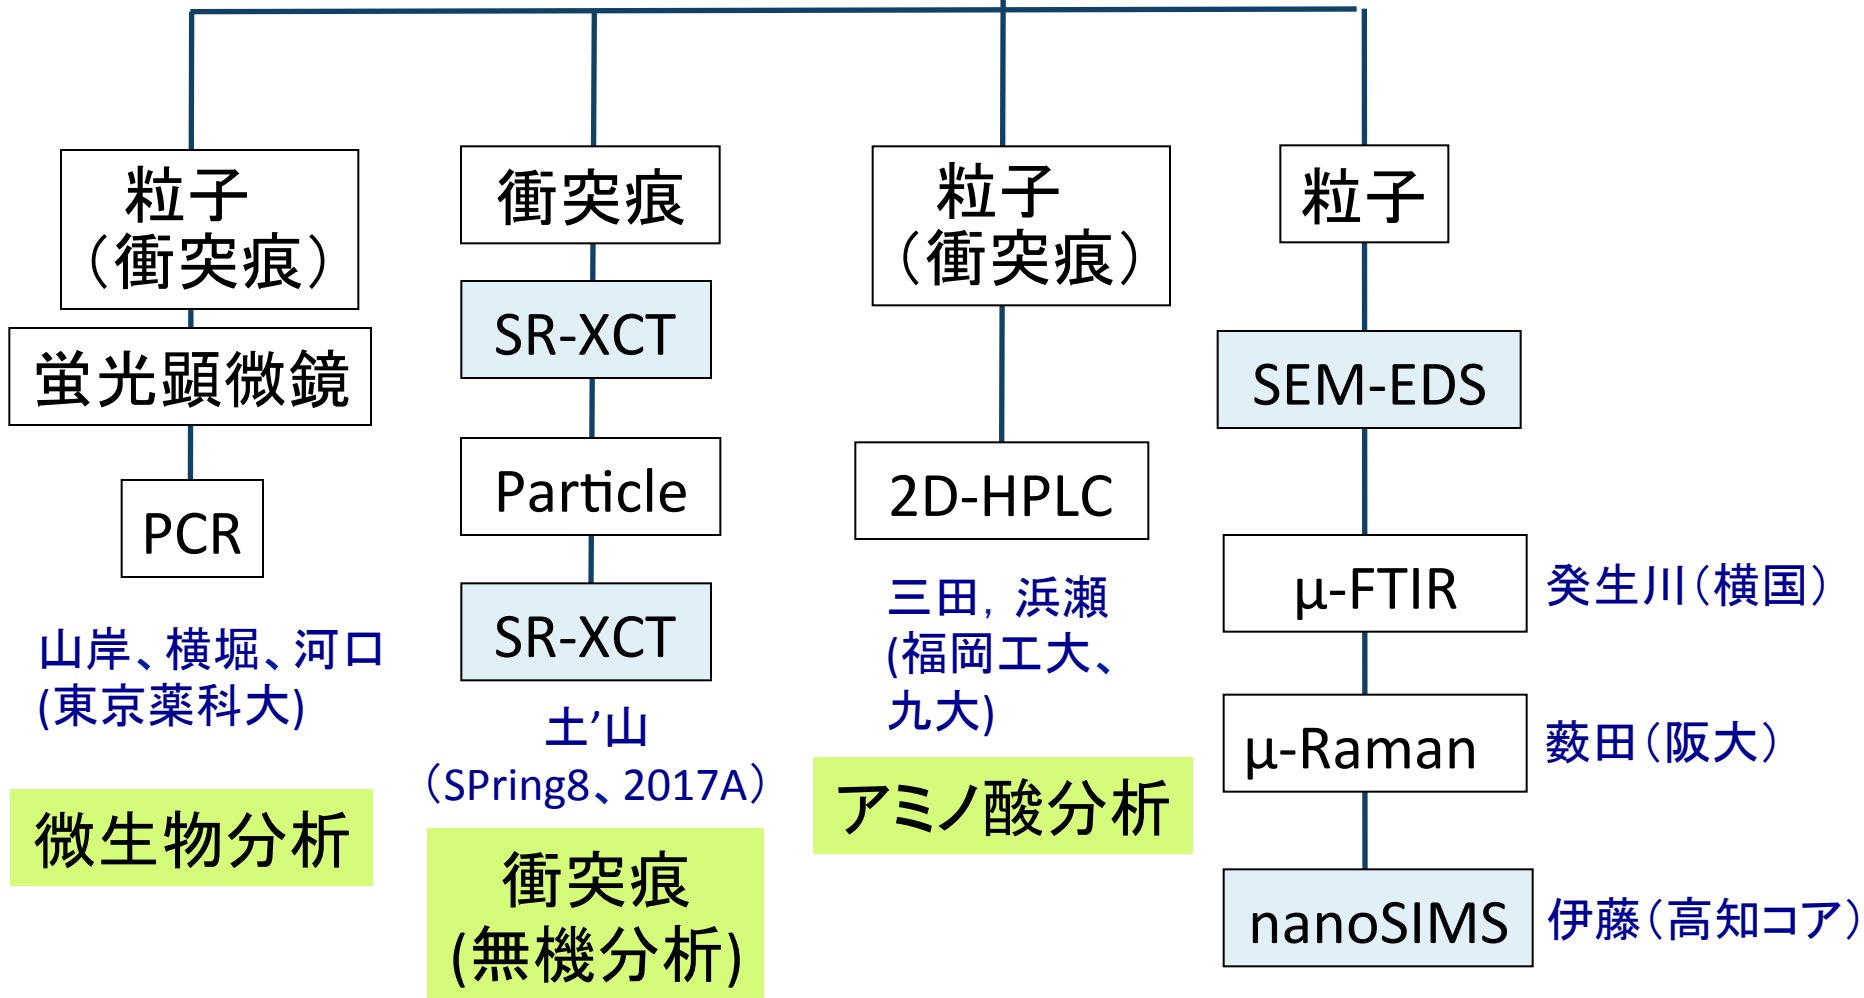 粒子
（衝突痕）
蛍光顕微鏡
PCR
山岸、横堀、河口
(東京薬科大)
微生物分析
衝突痕
SR-XCT
Particle
SR-XCT
土’山
（SPring8、2017A）
衝突痕
(無機分析)
粒子
（衝突痕）
2D-HPLC
三田，浜瀬
(福岡工大、
九大)
アミノ酸分析
粒子
SEM-EDS
μ-FTIR
癸生川（横国）
μ-Raman
薮田（阪大）
nanoSIMS
伊藤（高知コア）